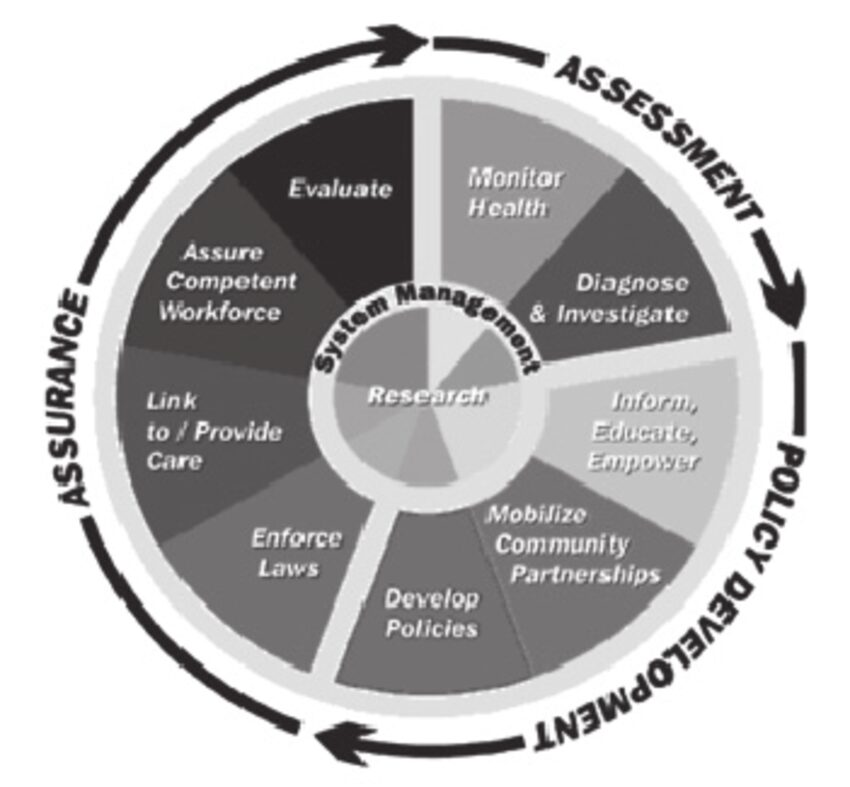 ASSESSMENT
Monitor
Health
Diagnose
& Investigate
POLICY DEVELOPMENT
Inform,
Educate,
Empower
Mobilize
Community
Partnerships
Develop
Policies
ASSURANCE
Enforce
Laws
Link
to / Provide
Care
Assure
Competent
Workforce
Evaluate
System Management
Research